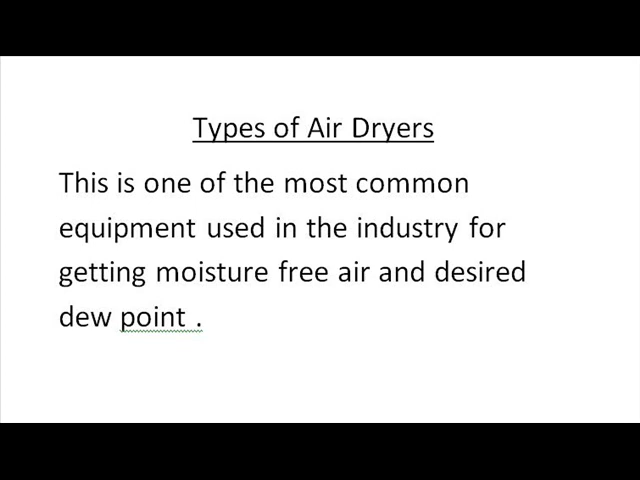 Types of Air Dryers
This is one of the most common
equipment used in the industry for
getting moisture free air and desired
dew point .